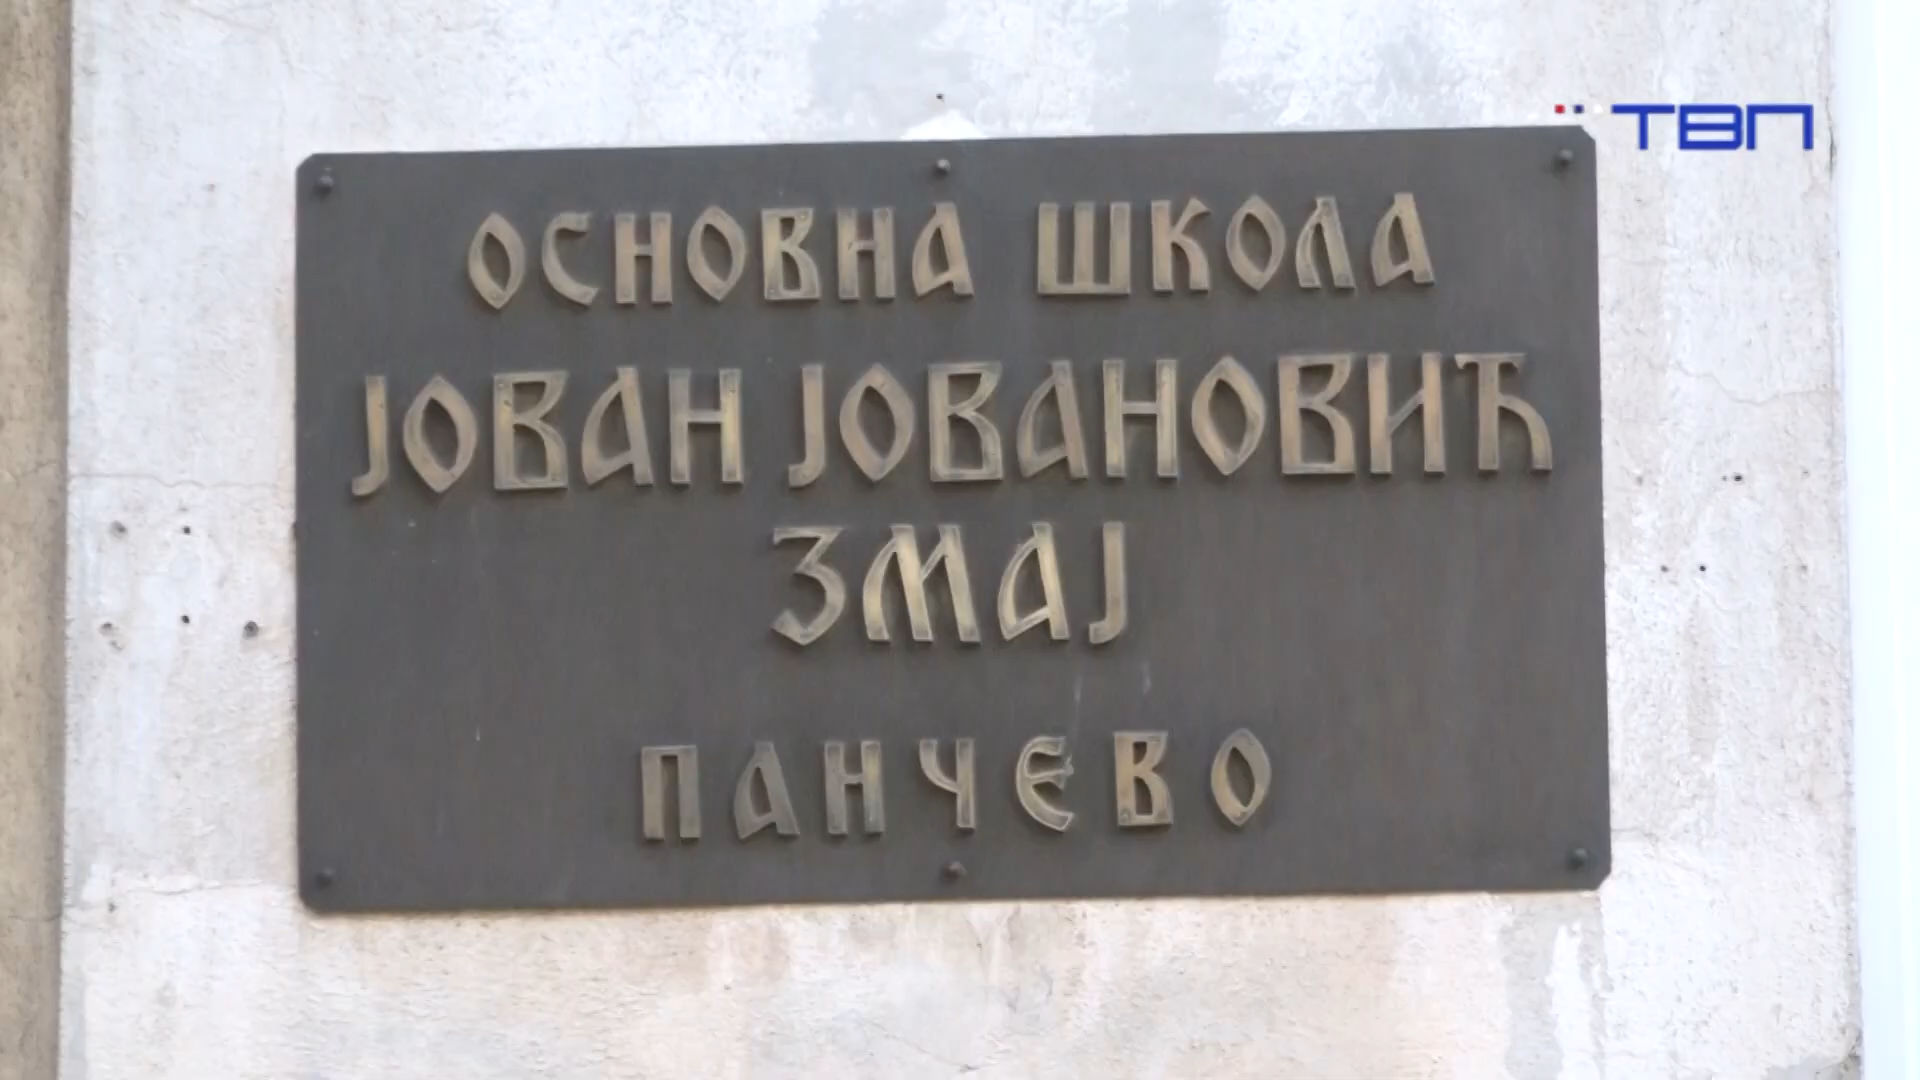 ТВП
ОСНОВНА ШКОЛА
ЈОВАН ЈОВАНОВИЋ
ЗМАЈ
ПАНЧЕВО